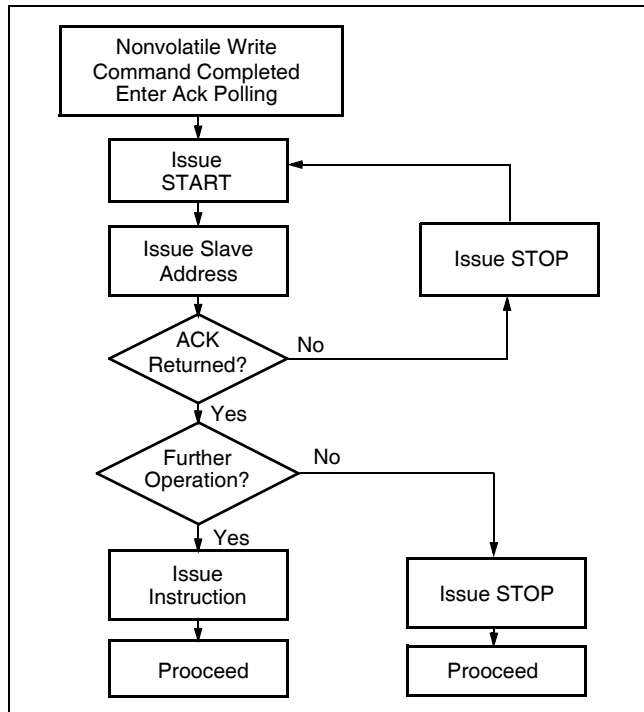 Nonvolatile Write
Command Completed
Enter Ack Polling
Issue
START
Issue Slave
Address
Issue STOP
ACK
Returned?
No
Yes
Further
Operation?
No
Yes
Issue
Instruction
Issue STOP
Prooceed
Prooceed